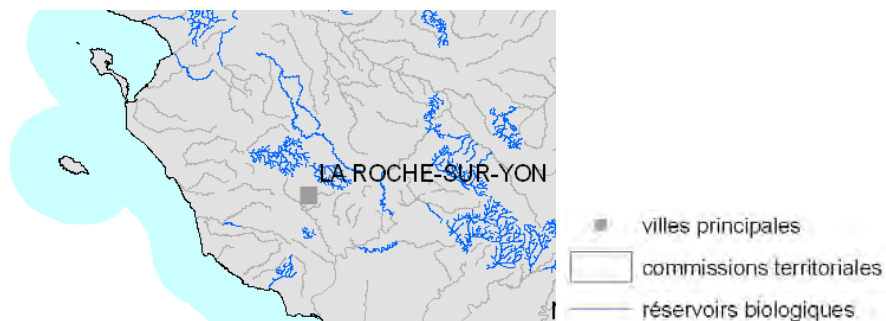 LA ROCHE-SUR-YON
villes principales
commissions territoriales
réservoirs biologiques